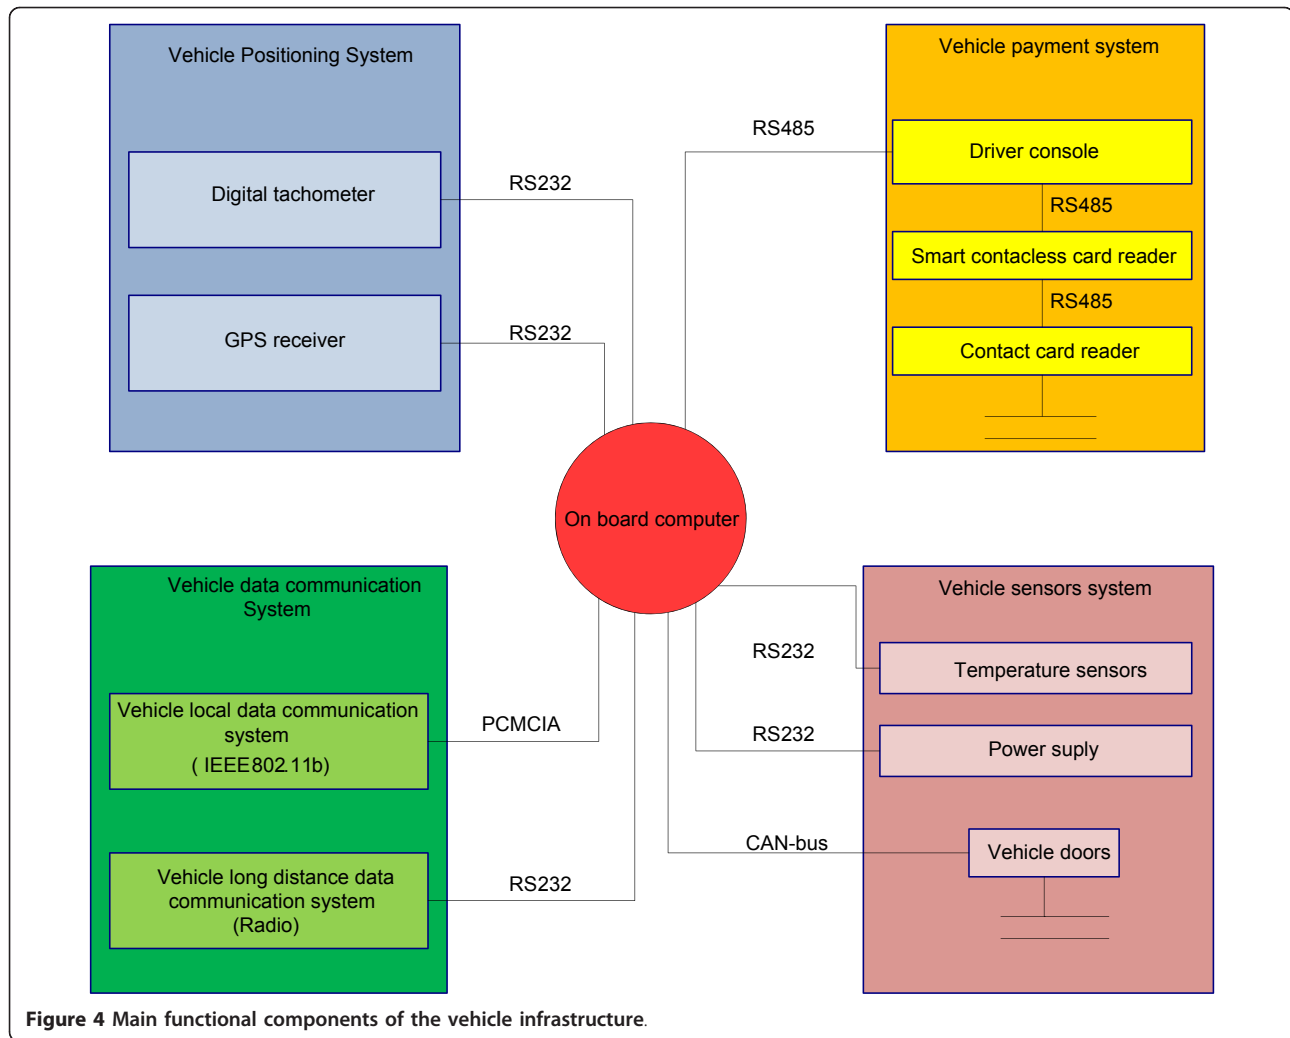 Vehicle Positioning System
Digital tachometer
RS232
GPS receiver
RS232
Vehicle payment system
RS485
Driver console
RS485
Smart contacless card reader
RS485
Contact card reader
On board computer
Vehicle data communication
System
Vehicle local data communication
system
( IEEE802.11b)
PCMCIA
Vehicle long distance data
communication system
(Radio)
RS232
Vehicle sensors system
RS232
Temperature sensors
RS232
Power suply
CAN-bus
Vehicle doors
Figure 4 Main functional components of the vehicle infrastructure.